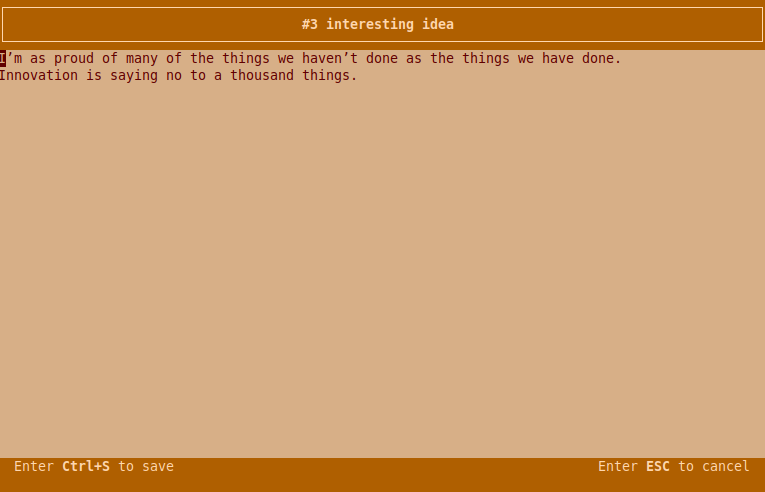 #3 interesting idea
I’m as proud of many of the things we haven’t done as the things we have done.
Innovation is saying no to a thousand things.
Enter Ctrl+S to save
Enter ESC to cancel